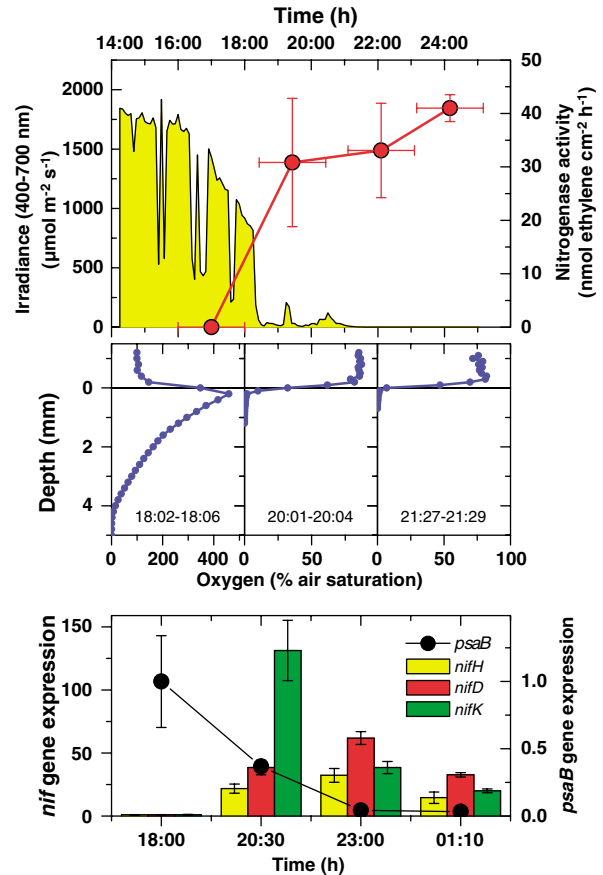 Time (h)
14:00 16:00 18:00 20:00 22:00 24:00
Irradiance (400-700 nm)
(µmol m⁻² s⁻¹)
2000
1500
1000
500
0
50
40
30
20
10
0
Nitrogenase activity
(nmol ethylene cm⁻² h⁻¹)
Depth (mm)
0
2
4
18:02-18:06 20:01-20:04 21:27-21:29
0 200 400 0 50 0 50 100
Oxygen (% air saturation)
nif gene expression
150
100
50
0
psaB
nifH
nifD
nifK
1.0
0.5
0.0
psaB gene expression
18:00 20:30 23:00 01:10
Time (h)